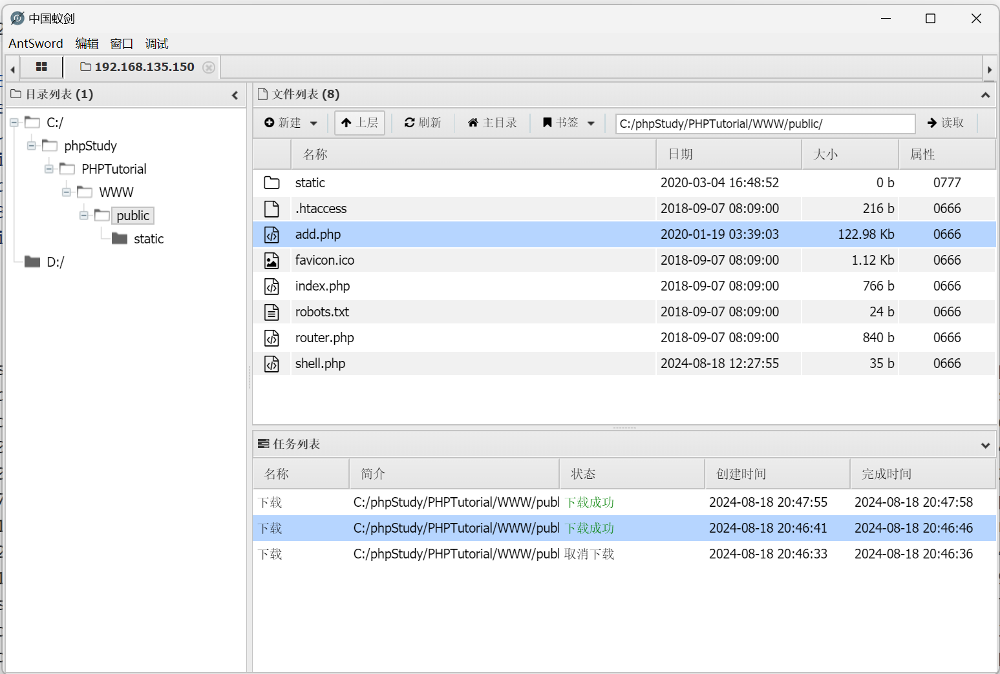 中国蚁剑
AntSword 编辑 窗口 调试
192.168.135.150
目录列表 (1)
C:/
phpStudy
PHPTutorial
WWW
public
static
D:/
文件列表 (8)
新建 上层 刷新 主目录 书签 C:/phpStudy/PHPTutorial/WWW/public/ 读取
名称 日期 大小 属性
static 2020-03-04 16:48:52 0 b 0777
.htaccess 2018-09-07 08:09:00 216 b 0666
add.php 2020-01-19 03:39:03 122.98 Kb 0666
favicon.ico 2018-09-07 08:09:00 1.12 Kb 0666
index.php 2018-09-07 08:09:00 766 b 0666
robots.txt 2018-09-07 08:09:00 24 b 0666
router.php 2018-09-07 08:09:00 840 b 0666
shell.php 2024-08-18 12:27:55 35 b 0666
任务列表
名称 简介 状态 创建时间 完成时间
下载 C:/phpStudy/PHPTutorial/WWW/publ 下载成功 2024-08-18 20:47:55 2024-08-18 20:47:58
下载 C:/phpStudy/PHPTutorial/WWW/publ 下载成功 2024-08-18 20:46:41 2024-08-18 20:46:46
下载 C:/phpStudy/PHPTutorial/WWW/publ 取消下载 2024-08-18 20:46:33 2024-08-18 20:46:36